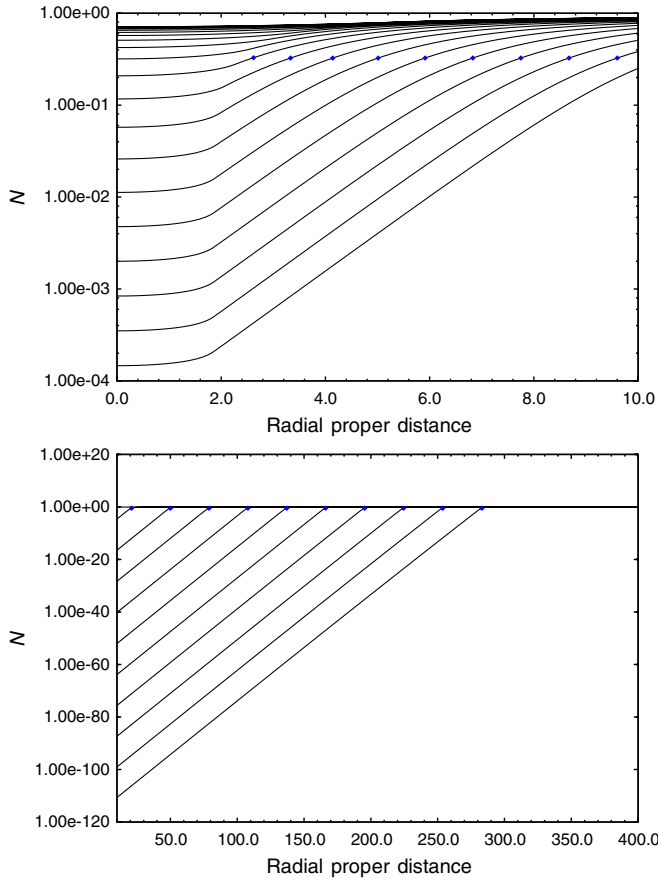 1.00e+00
1.00e-01
1.00e-02
1.00e-03
1.00e-04
N
0.0 2.0 4.0 6.0 8.0 10.0
Radial proper distance
1.00e+20
1.00e+00
1.00e-20
1.00e-40
1.00e-60
1.00e-80
1.00e-100
1.00e-120
N
50.0 100.0 150.0 200.0 250.0 300.0 350.0 400.0
Radial proper distance